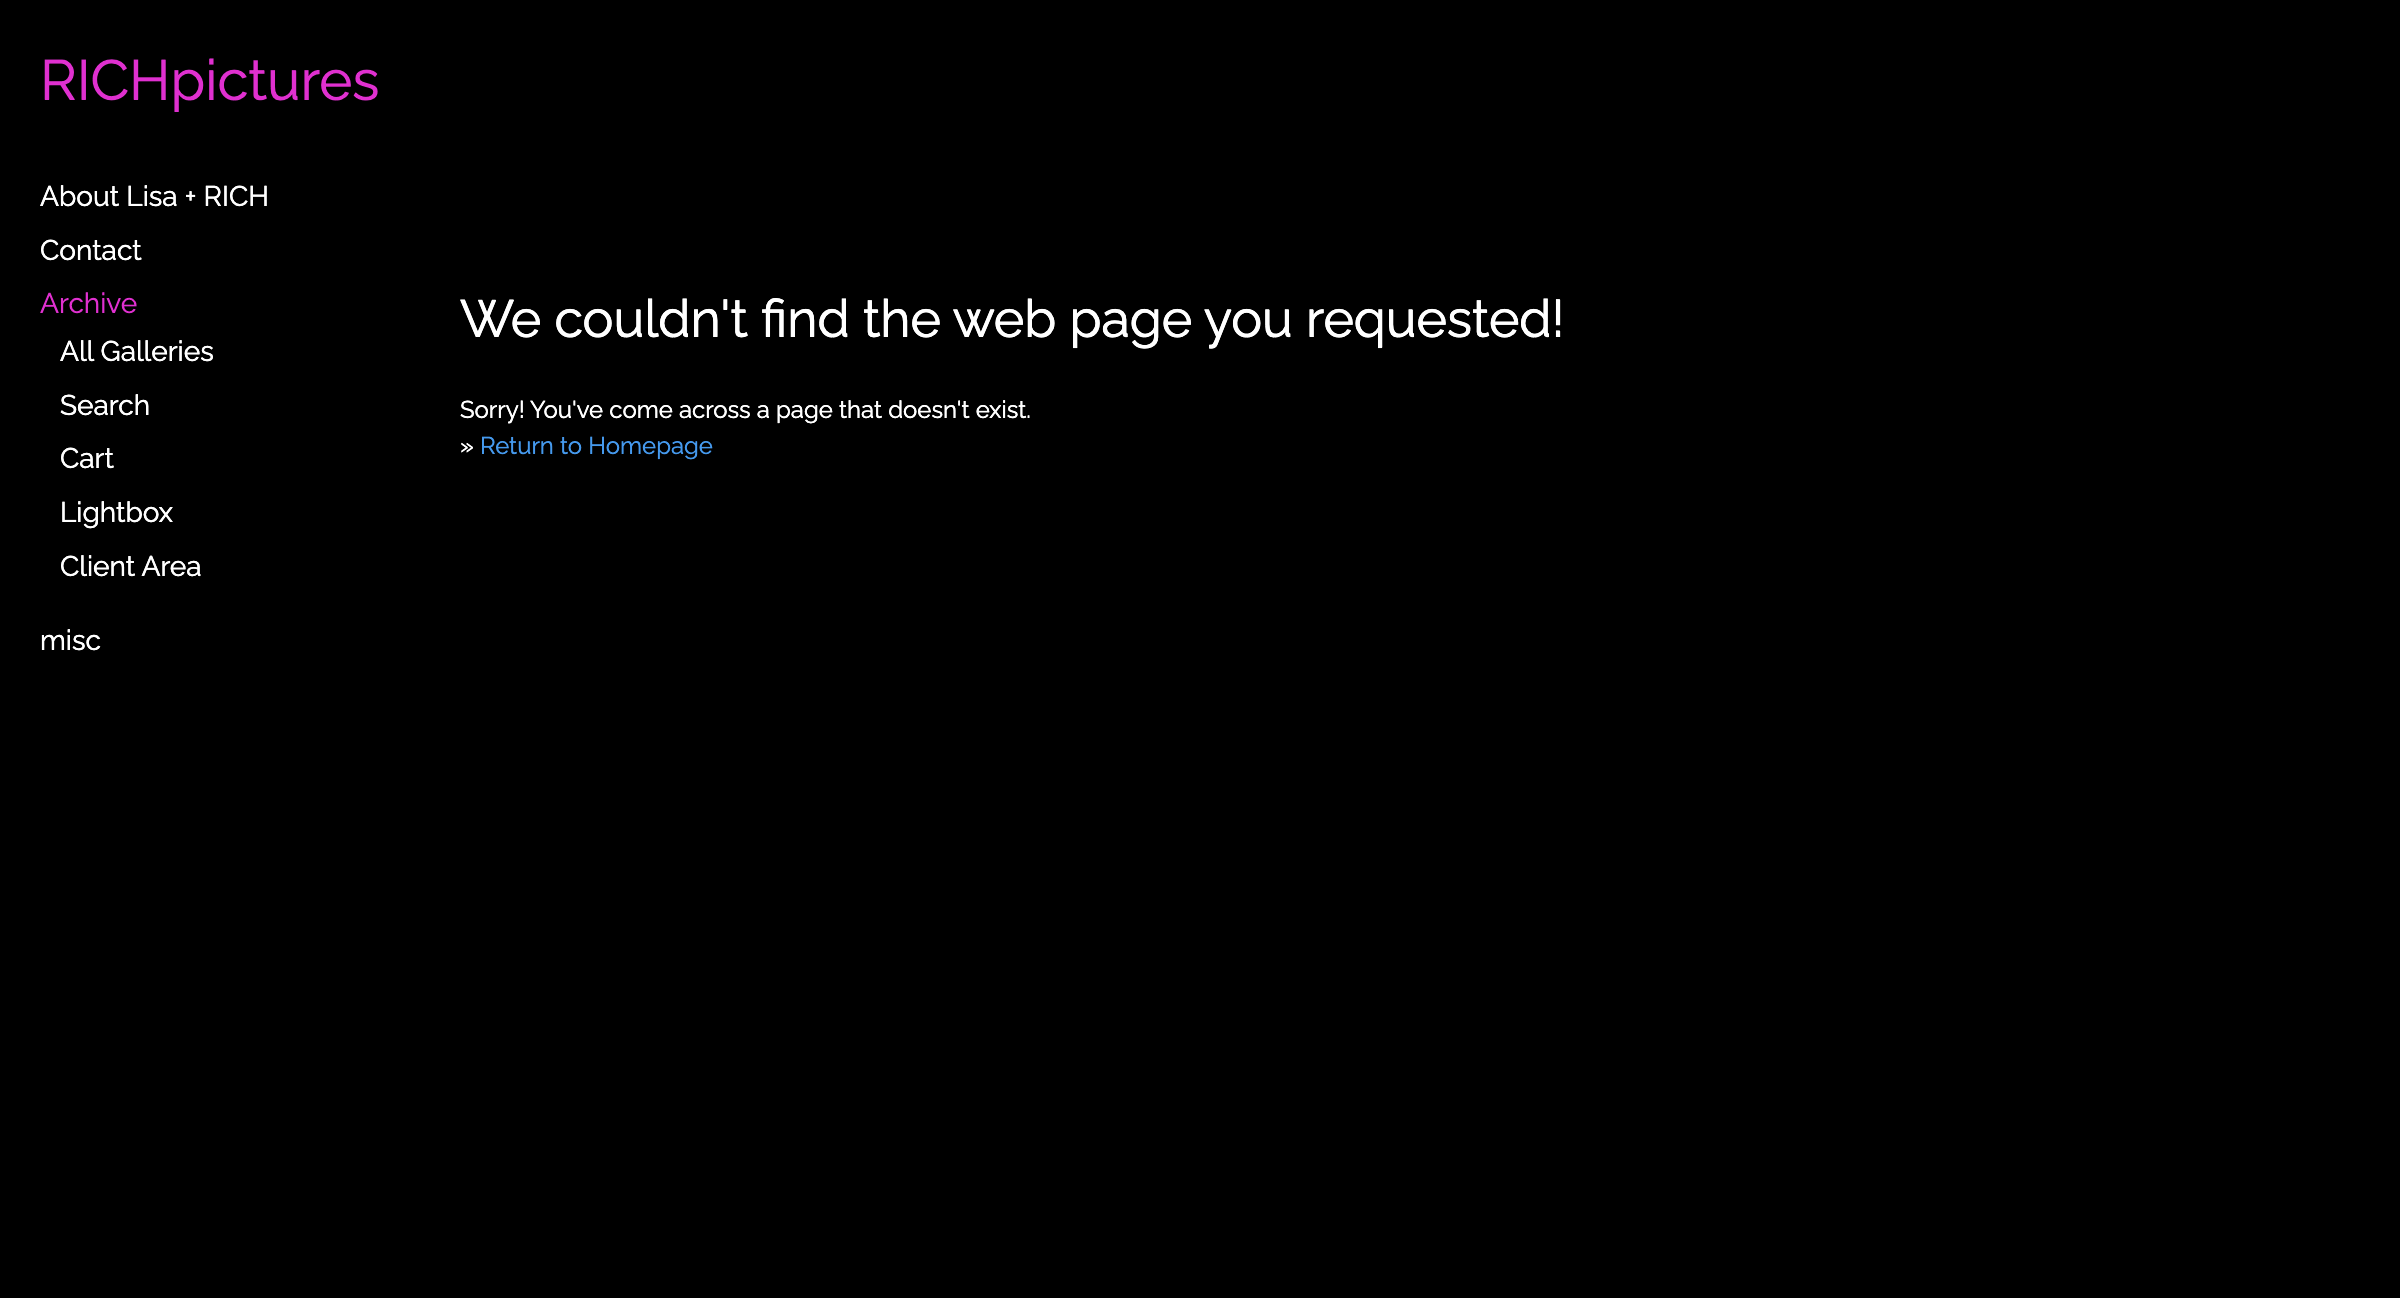 RICHpictures
About Lisa + RICH
Contact
Archive
All Galleries
Search
Cart
Lightbox
Client Area
misc
We couldn't find the web page you requested!
Sorry! You've come across a page that doesn't exist.
» Return to Homepage